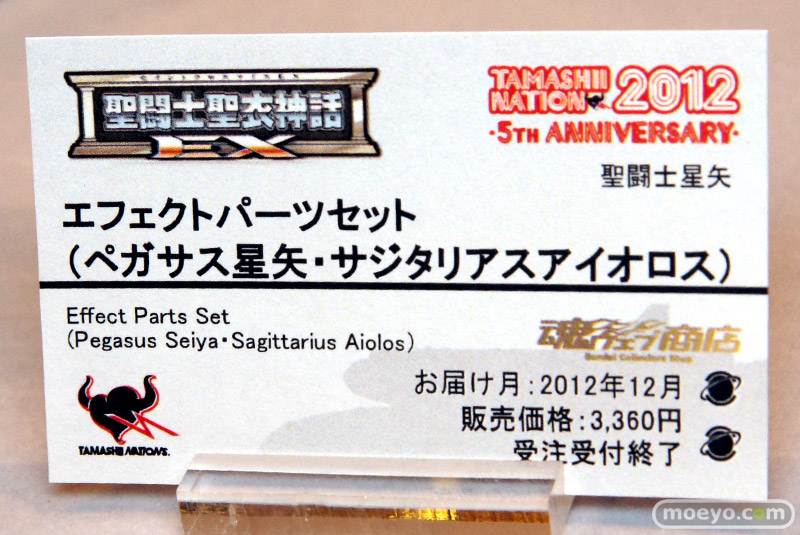 聖闘士聖衣神話
EX
TAMASHII NATION 2012
・5TH ANNIVERSARY・
聖闘士星矢
エフェクトパーツセット
（ペガサス星矢・サジタリアスアイオロス）
Effect Parts Set
(Pegasus Seiya・Sagittarius Aiolos)
魂ウェブ商店
Bandai Collectors Shop
お届け月：2012年12月
販売価格：3,360円
受注受付終了
TAMASHII NATIONS.
moeyo.com